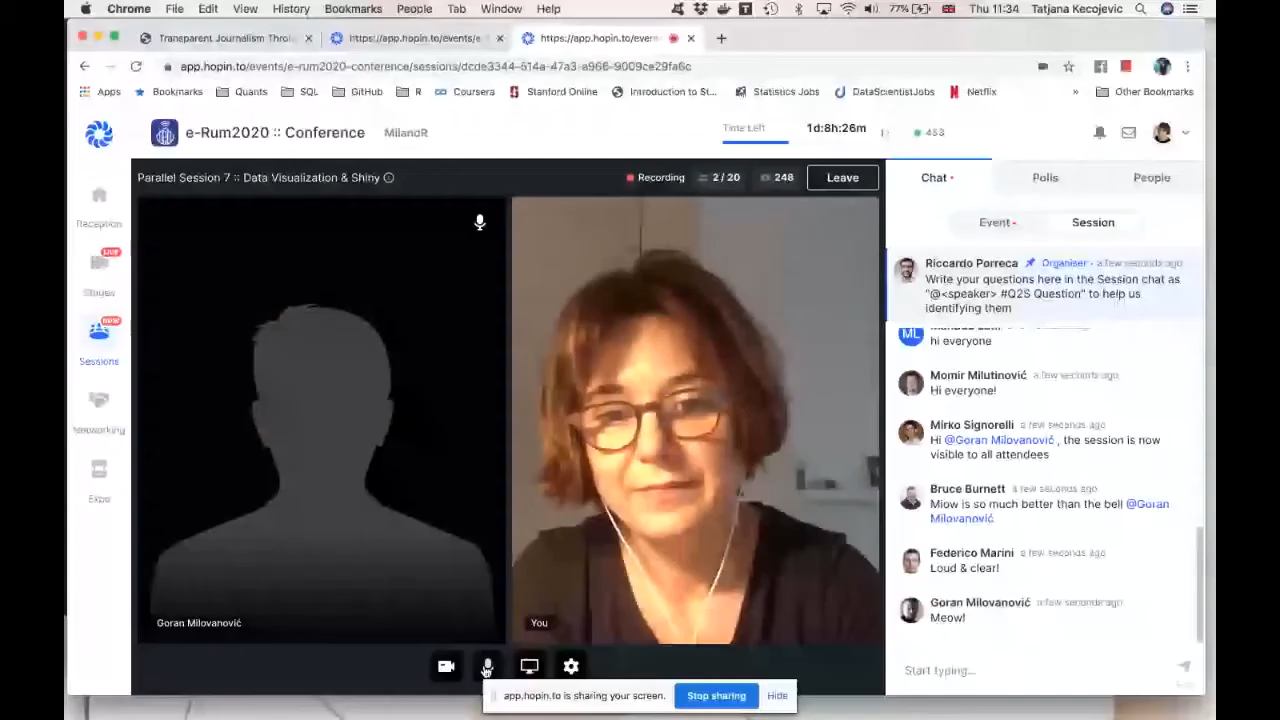 Chrome File Edit View History Bookmarks People Tab Window Help 77% Thu 11:34 Tatjana Kecojevic
Transparent Journalism Throu https://app.hopin.to/events/e https://app.hopin.to/even
app.hopin.to/events/e-rum2020-conference/sessions/dcde3344-514a-47a3-a966-9009ce29fa6c
Apps Bookmarks Quants SQL GitHub R Coursera Stanford Online Introduction to St... Statistics Jobs DataScientistJobs Netflix » Other Bookmarks
e-Rum2020 :: Conference MilanoR Time Left 1d:8h:26m 453
Parallel Session 7 :: Data Visualization & Shiny Recording 2 / 20 248 Leave
Chat Polis People
Event Session
Reception
LIVE
Stages
NEW
Sessions
Networking
Expo
Riccardo Porreca Organiser - a few seconds ago
Write your questions here in the Session chat as
"@<speaker> #Q2S Question" to help us
identifying them
ML
hi everyone
Momir Milutinović a few seconds ago
Hi everyone!
Mirko Signorelli a few seconds ago
Hi @Goran Milovanović , the session is now
visible to all attendees
Bruce Burnett a few seconds ago
Miow is so much better than the bell @Goran
Milovanović
Federico Marini a few seconds ago
Loud & clear!
Goran Milovanović a few seconds ago
Meow!
Start typing...
Goran Milovanović
You
app.hopin.to is sharing your screen. Stop sharing Hide